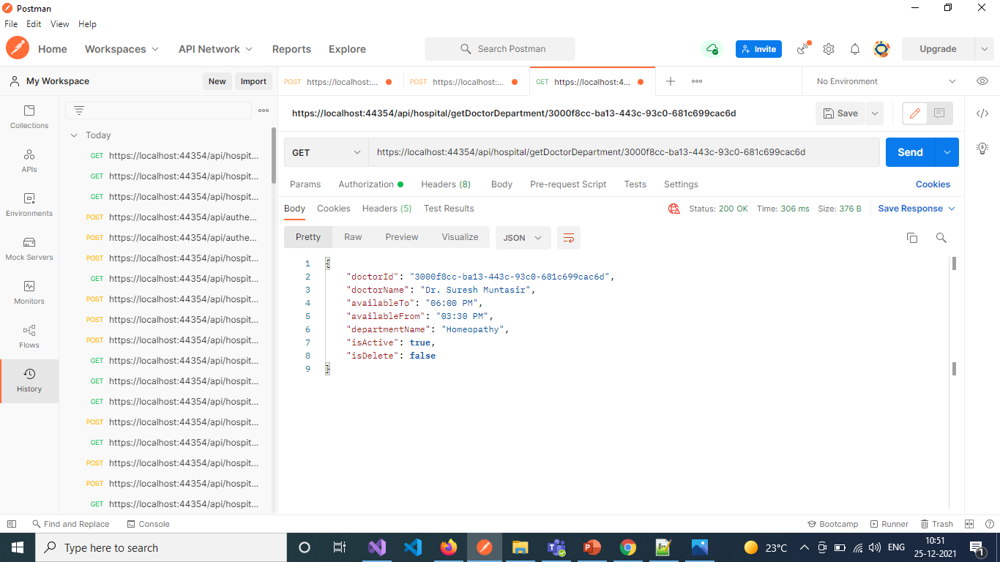 Postman
File Edit View Help
Home Workspaces API Network Reports Explore Search Postman Invite Upgrade
My Workspace New Import
POST https://localhost:... POST https://localhost:... GET https://localhost:4... No Environment
https://localhost:44354/api/hospital/getDoctorDepartment/3000f8cc-ba13-443c-93c0-681c699cac6d Save
GET https://localhost:44354/api/hospital/getDoctorDepartment/3000f8cc-ba13-443c-93c0-681c699cac6d Send
Params Authorization Headers (8) Body Pre-request Script Tests Settings Cookies
Body Cookies Headers (5) Test Results Status: 200 OK Time: 306 ms Size: 376 B Save Response
Pretty Raw Preview Visualize JSON
1 {
2 "doctorId": "3000f8cc-ba13-443c-93c0-681c699cac6d",
3 "doctorName": "Dr. Suresh Muntasir",
4 "availableTo": "06:00 PM",
5 "availableFrom": "03:30 PM",
6 "departmentName": "Homeopathy",
7 "isActive": true,
8 "isDelete": false
9 }
Collections
APIs
Environments
Mock Servers
Monitors
Flows
History
Today
GET https://localhost:44354/api/hospit...
GET https://localhost:44354/api/hospit...
GET https://localhost:44354/api/hospit...
POST https://localhost:44354/api/authe...
POST https://localhost:44354/api/authe...
POST https://localhost:44354/api/hospit...
GET https://localhost:44354/api/hospit...
POST https://localhost:44354/api/hospit...
POST https://localhost:44354/api/hospit...
POST https://localhost:44354/api/hospit...
GET https://localhost:44354/api/hospit...
GET https://localhost:44354/api/hospit...
GET https://localhost:44354/api/hospit...
POST https://localhost:44354/api/hospit...
GET https://localhost:44354/api/hospit...
POST https://localhost:44354/api/hospit...
POST https://localhost:44354/api/hospit...
GET https://localhost:44354/api/hospit...
Find and Replace Console Bootcamp Runner Trash
Type here to search 23°C ENG 10:51
25-12-2021
1